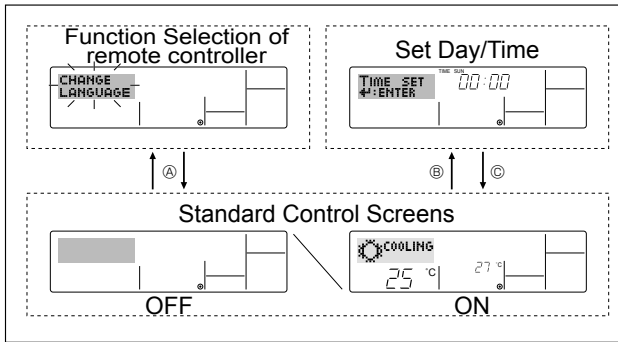 Function Selection of
remote controller
CHANGE
LANGUAGE
Set Day/Time
TIME SUN
TIME SET
↵:ENTER
00:00
Ⓐ
Ⓑ
Ⓒ
Standard Control Screens
COOLING
25 °C
27 °C
OFF
ON